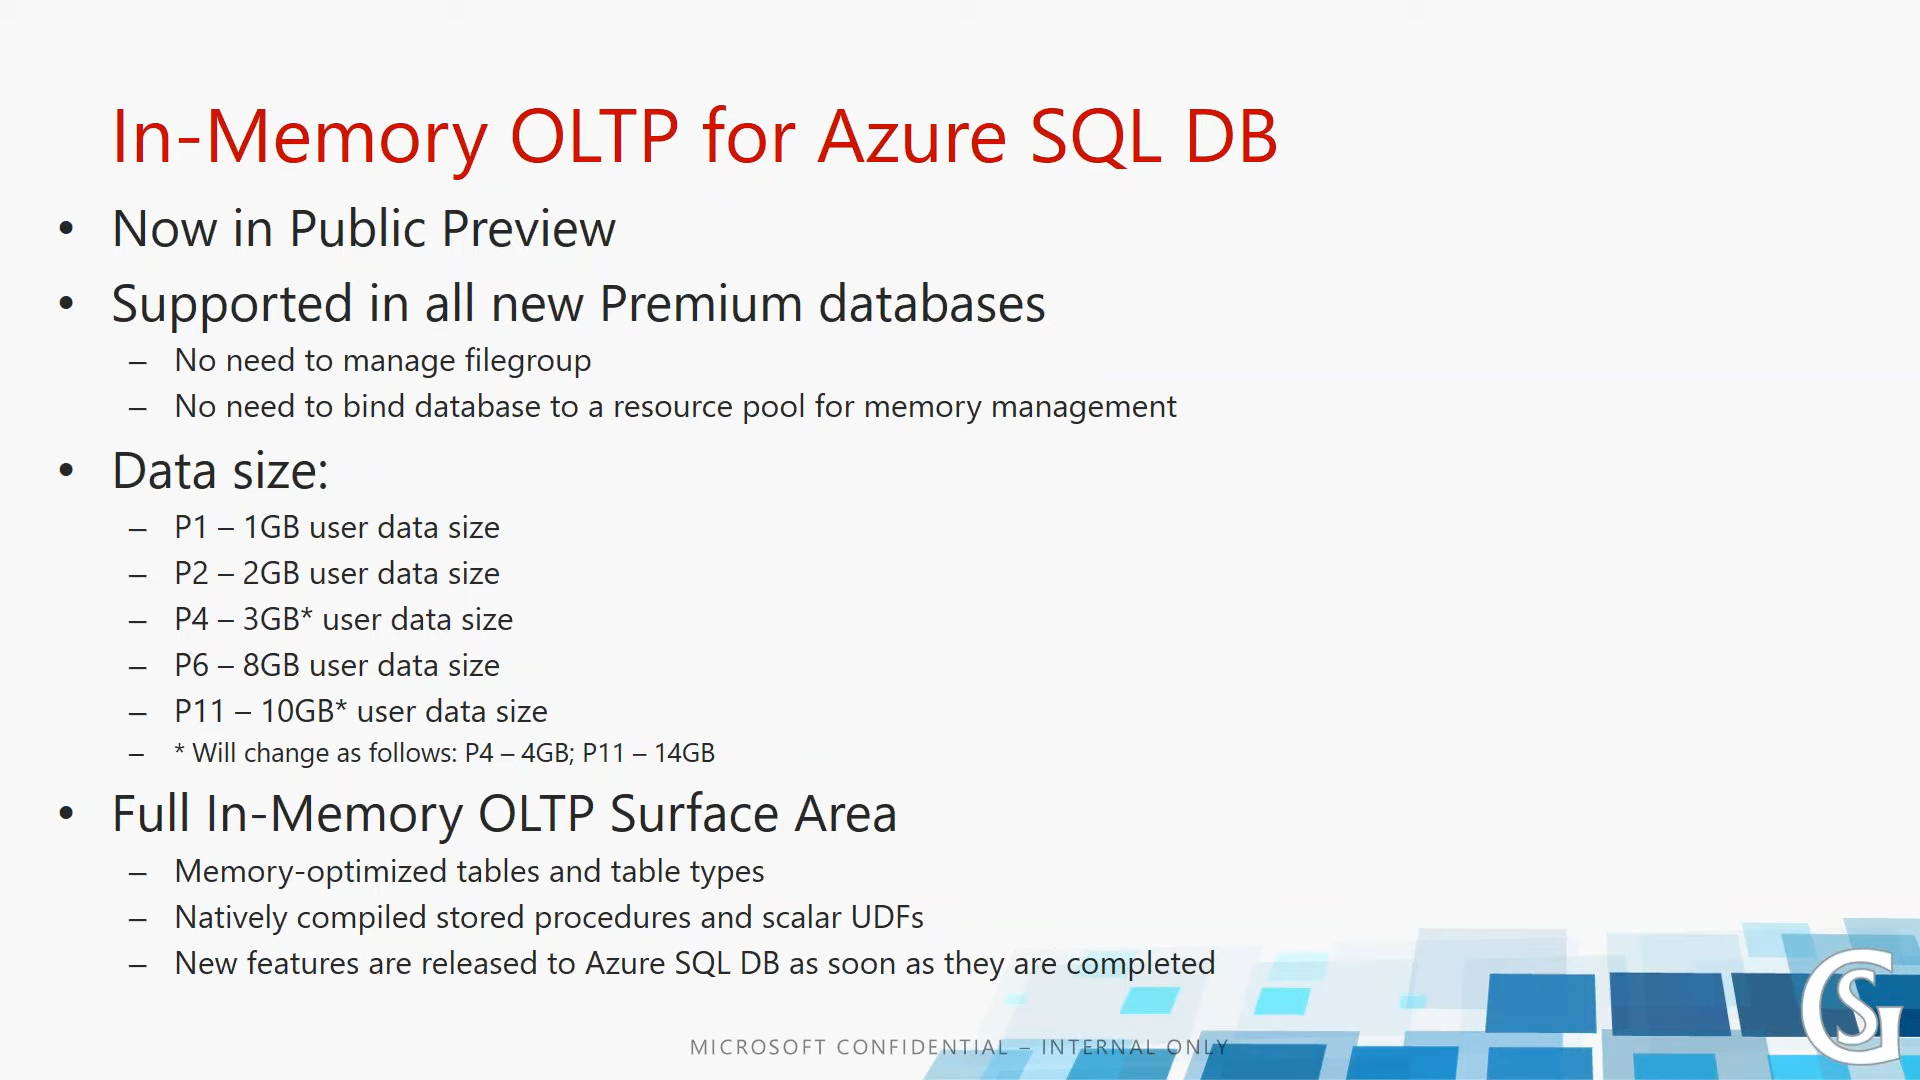 In-Memory OLTP for Azure SQL DB
• Now in Public Preview
• Supported in all new Premium databases
– No need to manage filegroup
– No need to bind database to a resource pool for memory management
• Data size:
– P1 – 1GB user data size
– P2 – 2GB user data size
– P4 – 3GB* user data size
– P6 – 8GB user data size
– P11 – 10GB* user data size
– * Will change as follows: P4 – 4GB; P11 – 14GB
• Full In-Memory OLTP Surface Area
– Memory-optimized tables and table types
– Natively compiled stored procedures and scalar UDFs
– New features are released to Azure SQL DB as soon as they are completed
MICROSOFT CONFIDENTIAL – INTERNAL ONLY
GS